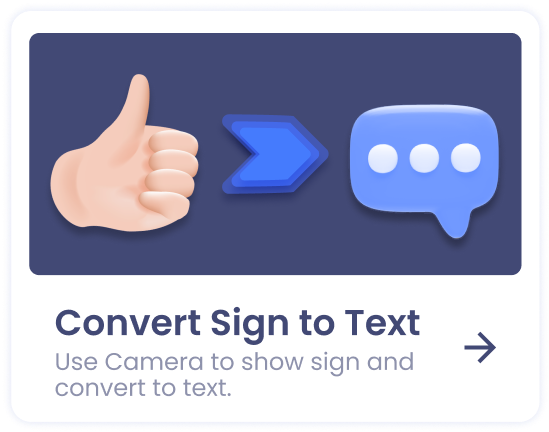 Convert Sign to Text
Use Camera to show sign and
convert to text.